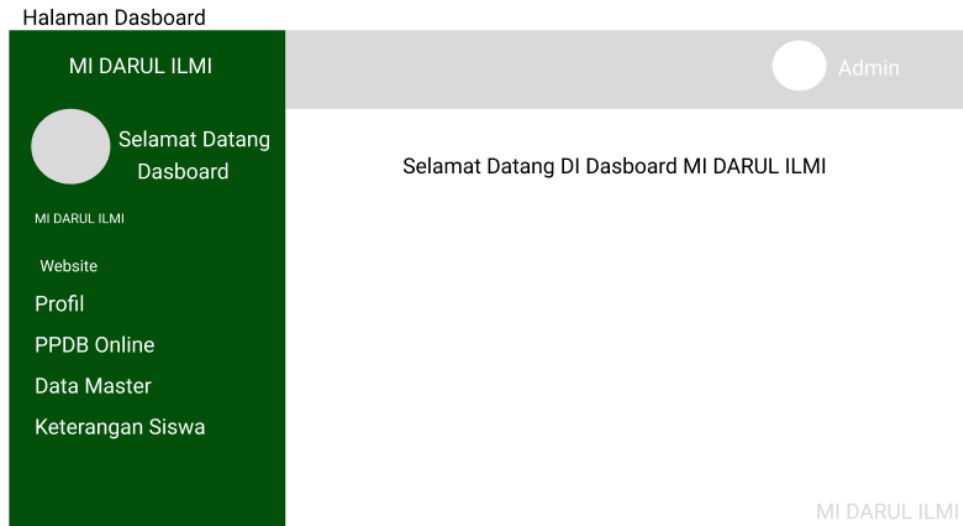 Halaman Dasboard
MI DARUL ILMI
Admin
Selamat Datang
Dasboard
Selamat Datang DI Dasboard MI DARUL ILMI
MI DARUL ILMI
Website
Profil
PPDB Online
Data Master
Keterangan Siswa
MI DARUL ILMI